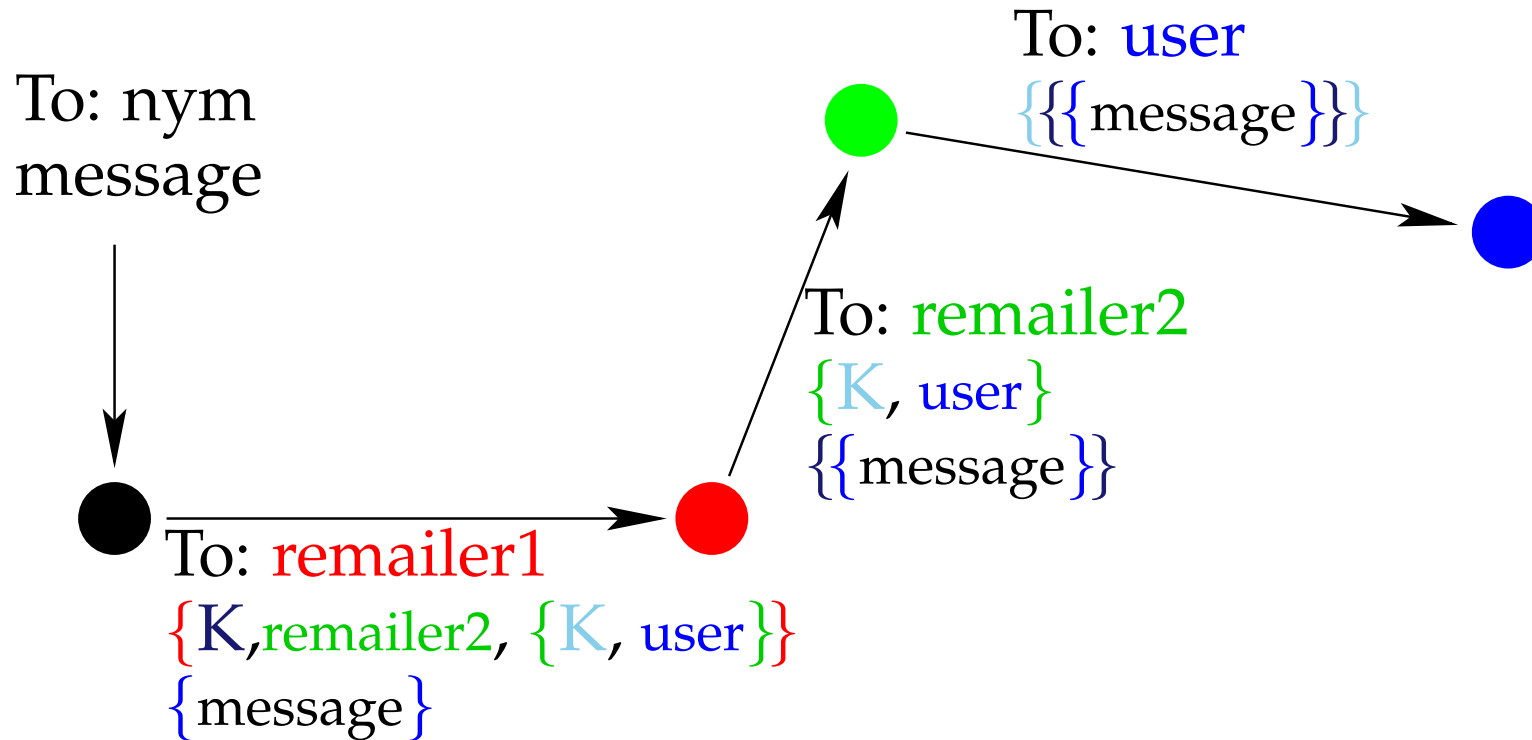 To: nym
message
To: remailer1
{K,remailer2, {K, user}}
{message}
To: remailer2
{K, user}
{{message}}
To: user
{{{message}}}